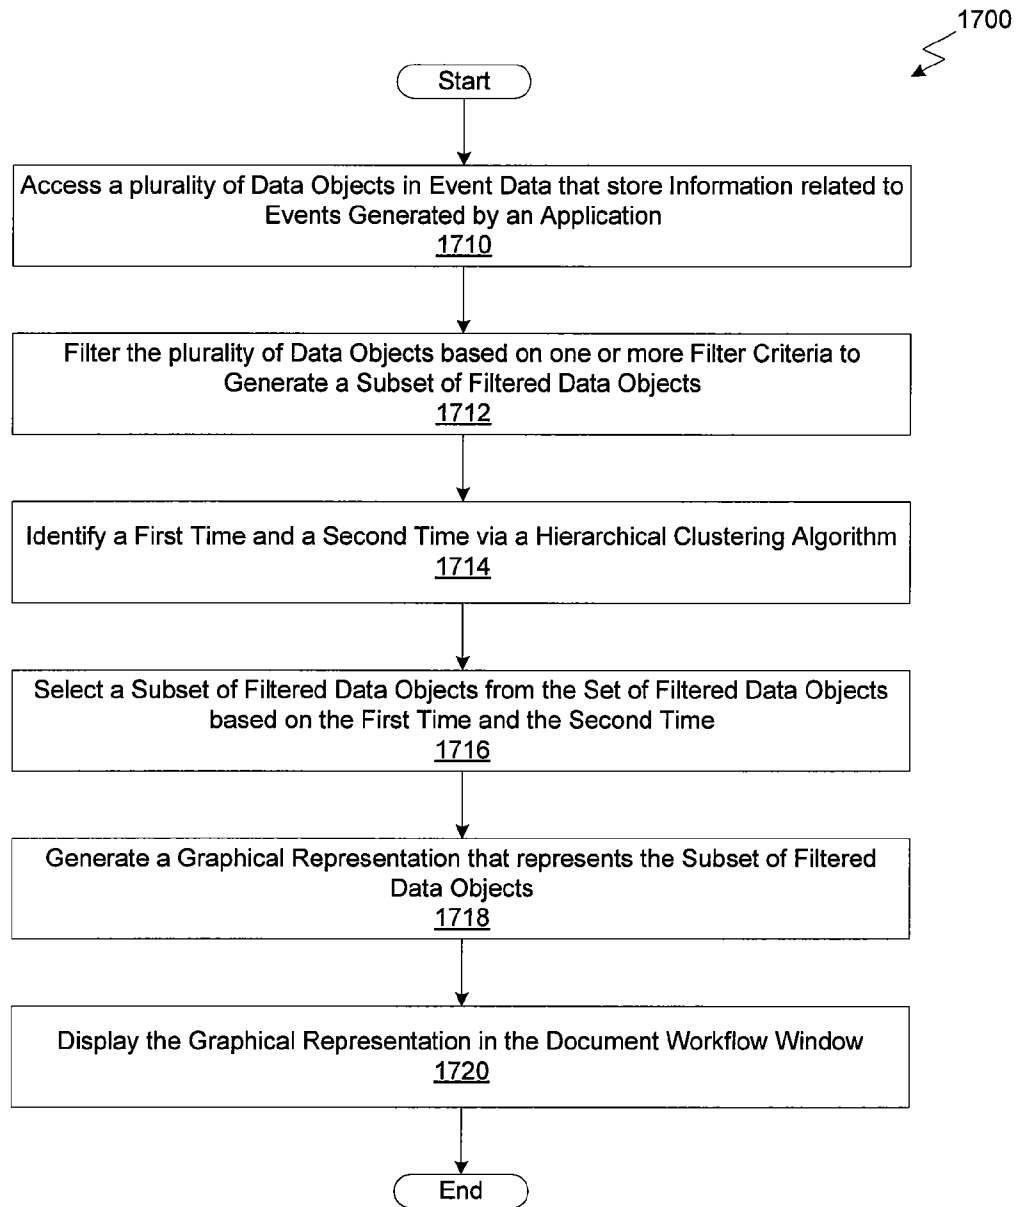 1700
Start
Access a plurality of Data Objects in Event Data that store Information related to
Events Generated by an Application
1710
Filter the plurality of Data Objects based on one or more Filter Criteria to
Generate a Subset of Filtered Data Objects
1712
Identify a First Time and a Second Time via a Hierarchical Clustering Algorithm
1714
Select a Subset of Filtered Data Objects from the Set of Filtered Data Objects
based on the First Time and the Second Time
1716
Generate a Graphical Representation that represents the Subset of Filtered
Data Objects
1718
Display the Graphical Representation in the Document Workflow Window
1720
End